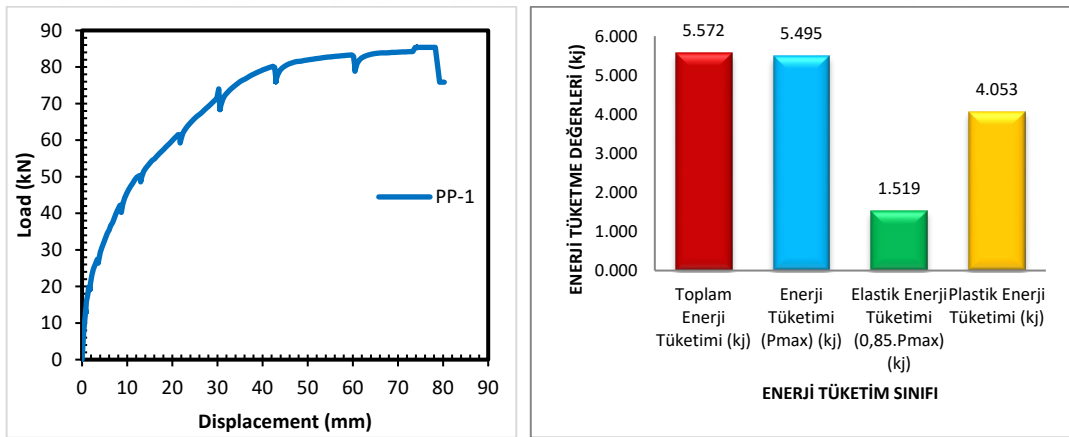 90
80
70
60
50
40
30
20
10
0
Load (kN)
PP-1
0 10 20 30 40 50 60 70 80 90
Displacement (mm)
ENERJİ TÜKETME DEĞERLERİ (kj)
6.000
5.000
4.000
3.000
2.000
1.000
0.000
5.572
5.495
1.519
4.053
Toplam
Enerji
Tüketimi (kj)
Enerji
Tüketimi
(Pmax) (kj)
Elastik Enerji
Tüketimi
(0,85.Pmax)
(kj)
Plastik Enerji
Tüketimi (kj)
ENERJİ TÜKETİM SINIFI